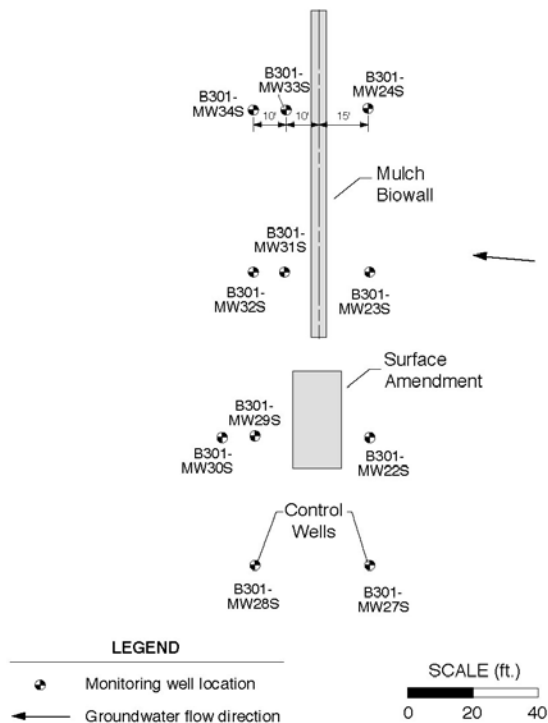 B301-
MW34S
B301-
MW33S
B301-
MW24S
10'
10'
15'
Mulch
Biowall
B301-
MW31S
B301-
MW32S
B301-
MW23S
Surface
Amendment
B301-
MW29S
B301-
MW30S
B301-
MW22S
Control
Wells
B301-
MW28S
B301-
MW27S
LEGEND
Monitoring well location
Groundwater flow direction
SCALE (ft.)
0 20 40